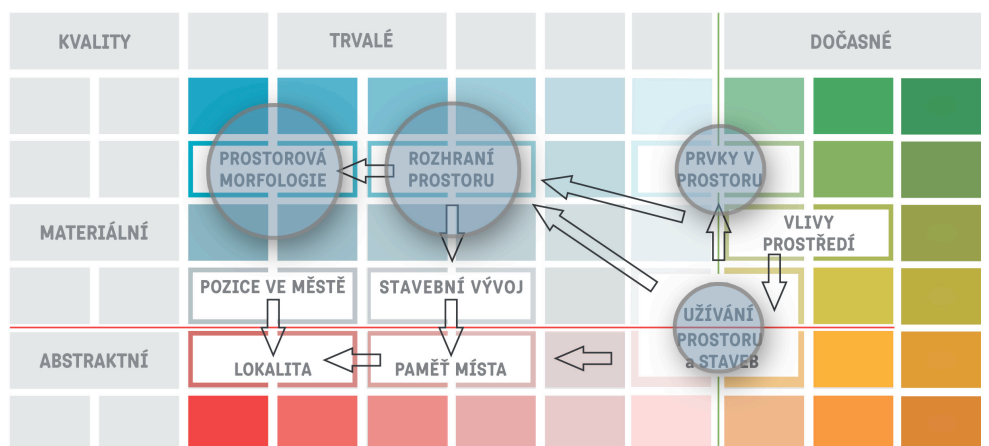 KVALITY
TRVALÉ
DOČASNÉ
PROSTOROVÁ
MORFOLOGIE
ROZHRANÍ
PROSTORU
PRVKY V
PROSTORU
MATERIÁLNÍ
VLIVY
PROSTŘEDÍ
POZICE VE MĚSTĚ
STAVEBNÍ VÝVOJ
UŽÍVÁNÍ
PROSTORU
a STAVEB
ABSTRAKTNÍ
LOKALITA
PAMĚŤ MÍSTA